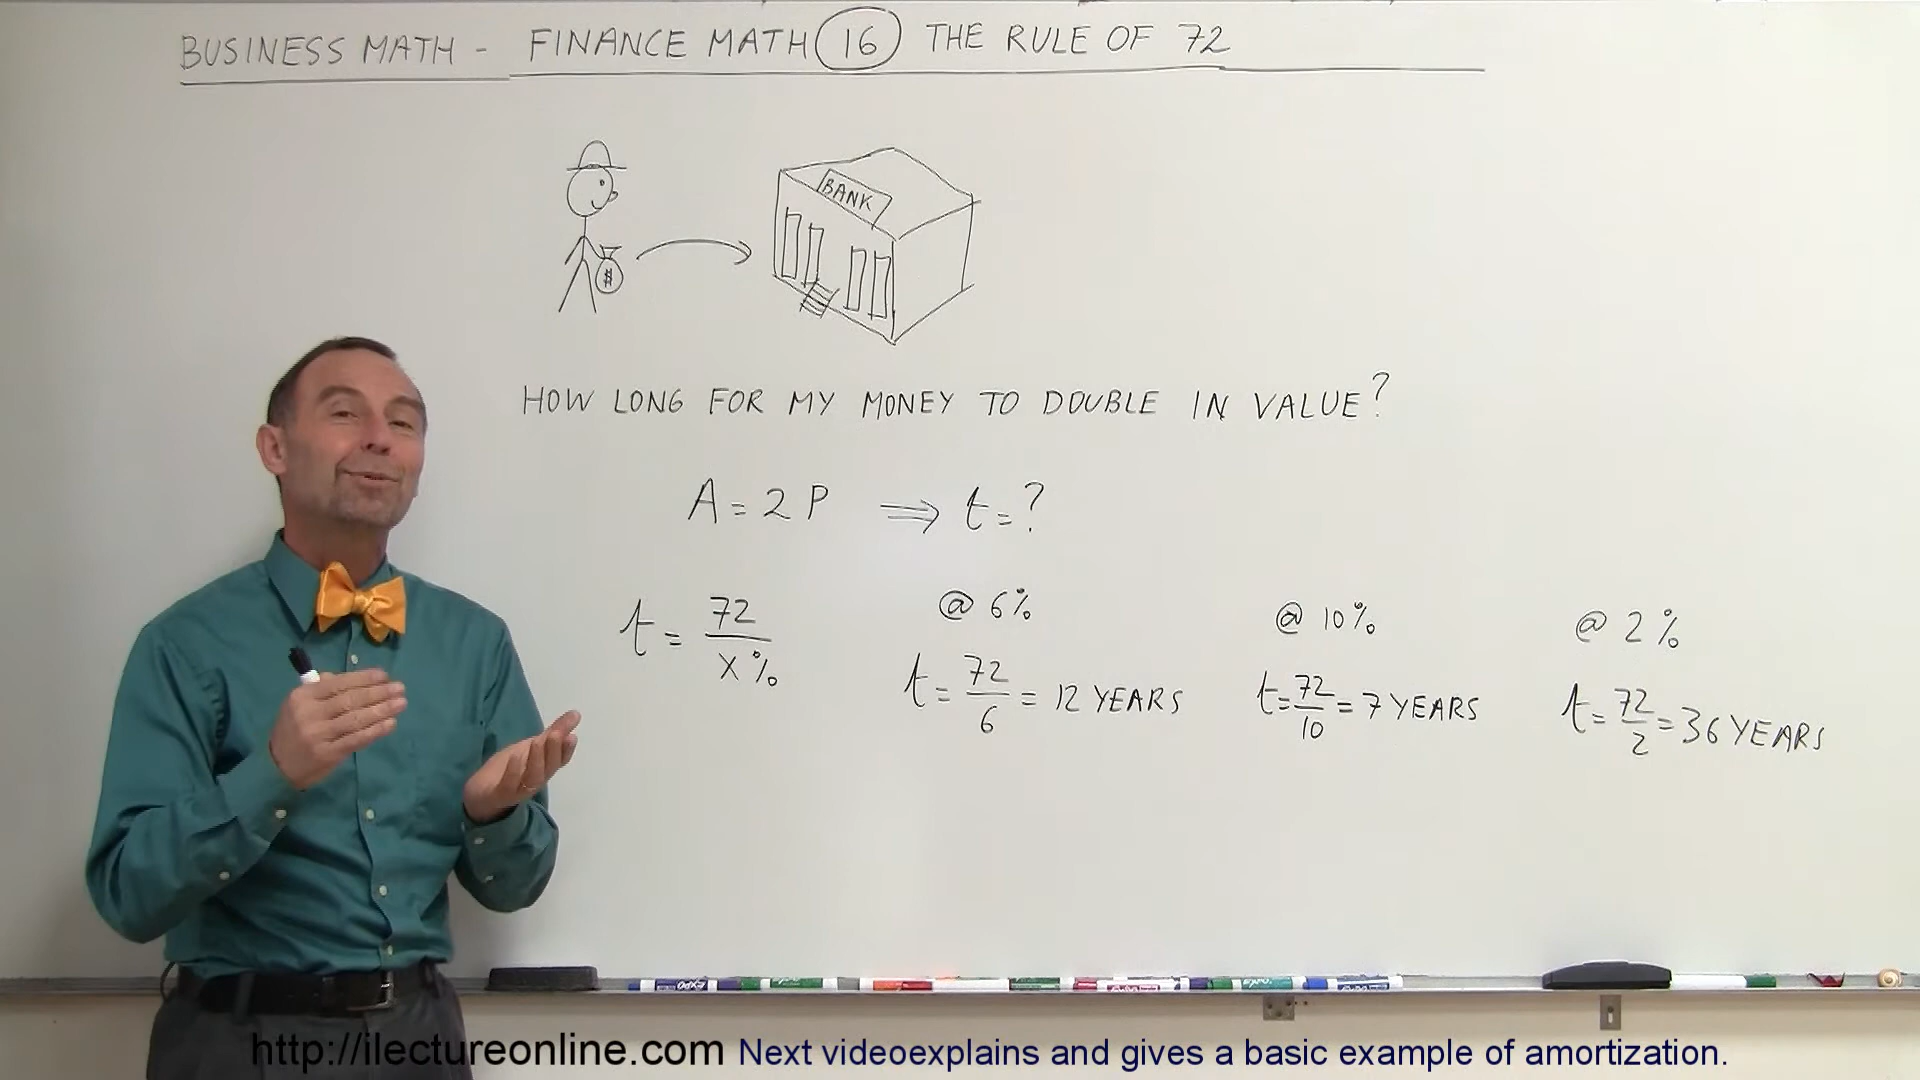 BUSINESS MATH - FINANCE MATH 16 THE RULE OF 72
BANK
$
HOW LONG FOR MY MONEY TO DOUBLE IN VALUE?
A = 2P ⇒ t = ?
t = 72 / x%
@ 6%
t = 72/6 = 12 YEARS
@ 10%
t = 72/10 = 7 YEARS
@ 2%
t = 72/2 = 36 YEARS
EXPO
http://ilectureonline.com Next videoexplains and gives a basic example of amortization.